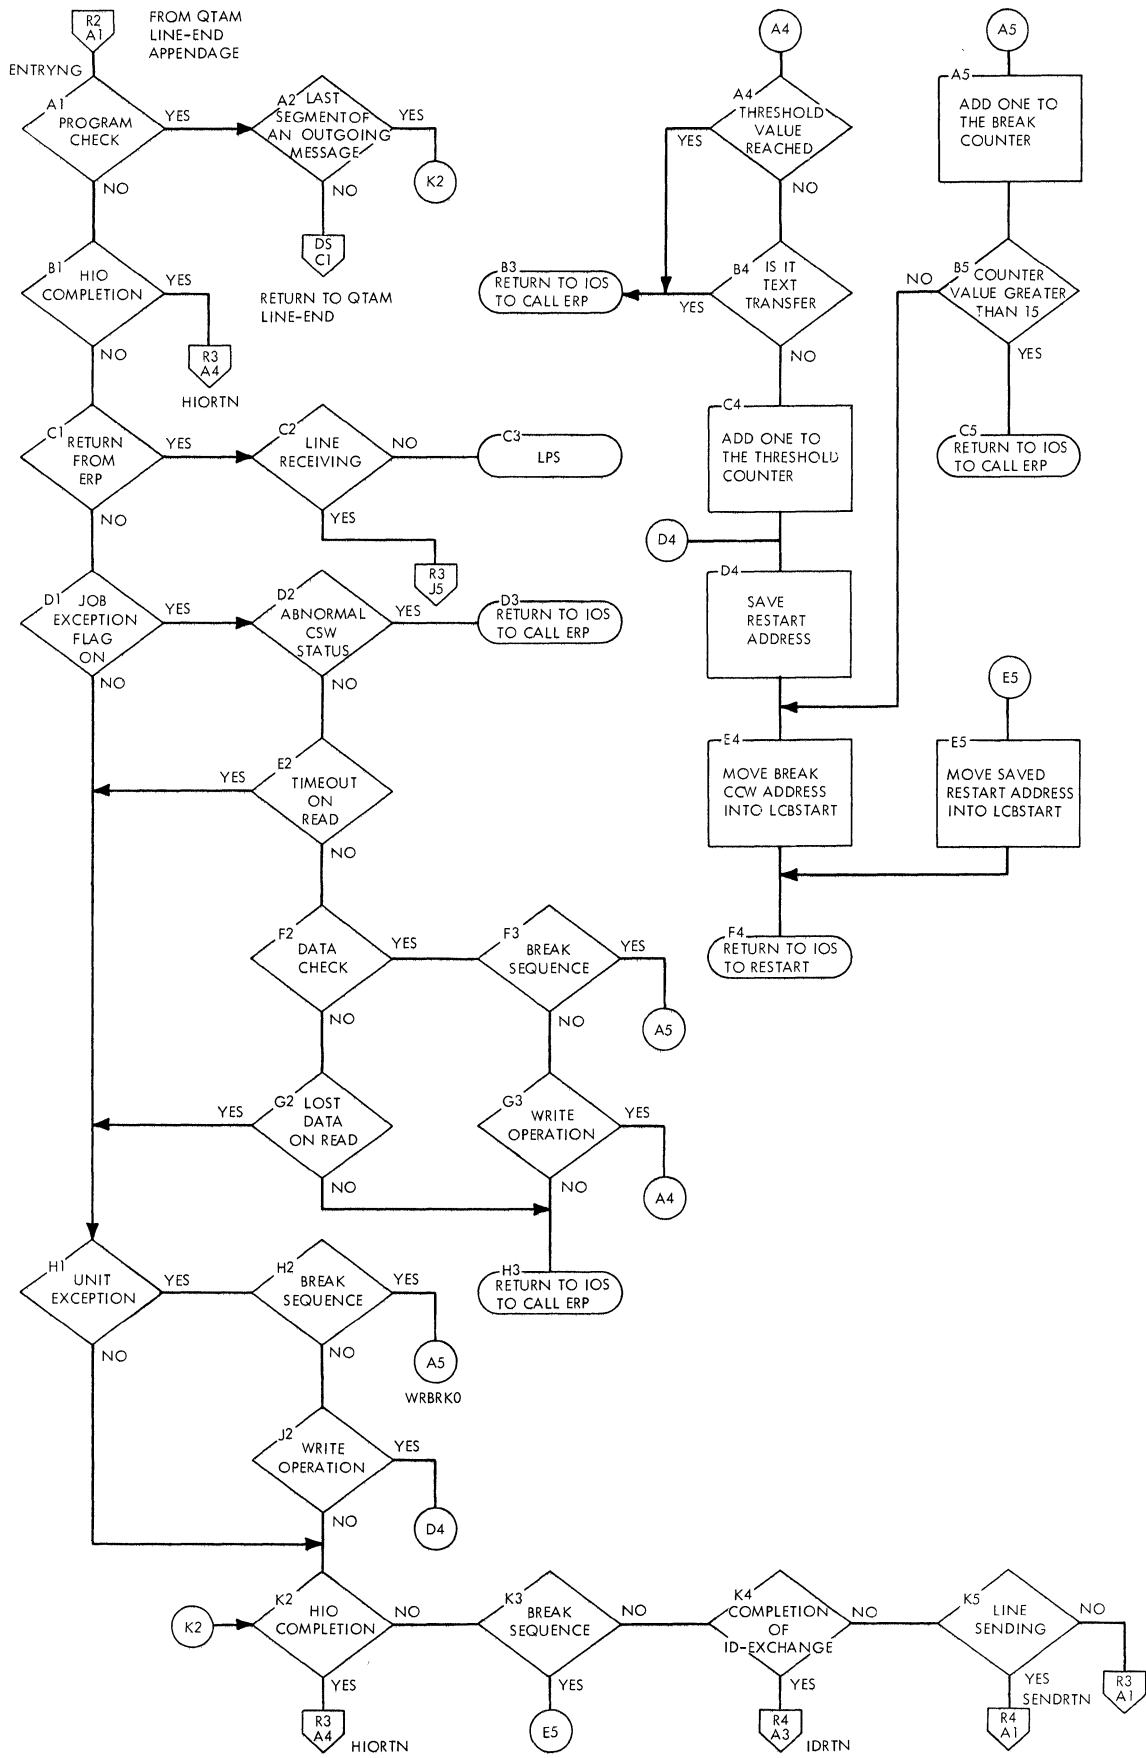 R2
A1
FROM QTAM
LINE-END
APPENDAGE
ENTRYNG
A1
PROGRAM
CHECK
YES
NO
A2 LAST
SEGMENT OF
AN OUTGOING
MESSAGE
YES
K2
NO
DS
C1
RETURN TO QTAM
LINE-END
B1
HIO
COMPLETION
YES
R3
A4
HIORTN
NO
C1
RETURN
FROM
ERP
YES
NO
C2
LINE
RECEIVING
NO
C3
LPS
YES
R3
J5
D1
JOB
EXCEPTION
FLAG
ON
YES
NO
D2
ABNORMAL
CSW
STATUS
YES
D3
RETURN TO IOS
TO CALL ERP
NO
E2
TIMEOUT
ON
READ
YES
NO
F2
DATA
CHECK
YES
NO
F3
BREAK
SEQUENCE
YES
A5
NO
G2 LOST
DATA
ON READ
YES
NO
G3
WRITE
OPERATION
YES
A4
NO
H3
RETURN TO IOS
TO CALL ERP
H1
UNIT
EXCEPTION
YES
NO
H2
BREAK
SEQUENCE
YES
A5
WRBRK0
NO
J2
WRITE
OPERATION
YES
D4
NO
K2
K2
HIO
COMPLETION
NO
YES
R3
A4
HIORTN
K3
BREAK
SEQUENCE
NO
YES
E5
K4
COMPLETION
OF
ID-EXCHANGE
NO
YES
R4
A3
IDRTN
K5
LINE
SENDING
NO
R3
A1
YES
SENDRTN
R4
A1
A4
A4
THRESHOLD
VALUE
REACHED
YES
NO
B4
IS IT
TEXT
TRANSFER
YES
B3
RETURN TO IOS
TO CALL ERP
NO
C4
ADD ONE TO
THE THRESHOLD
COUNTER
D4
D4
SAVE
RESTART
ADDRESS
E4
MOVE BREAK
CCW ADDRESS
INTO LCBSTART
F4
RETURN TO IOS
TO RESTART
A5
A5
ADD ONE TO
THE BREAK
COUNTER
B5
COUNTER
VALUE GREATER
THAN 15
NO
YES
C5
RETURN TO IOS
TO CALL ERP
E5
E5
MOVE SAVED
RESTART ADDRESS
INTO LCBSTART